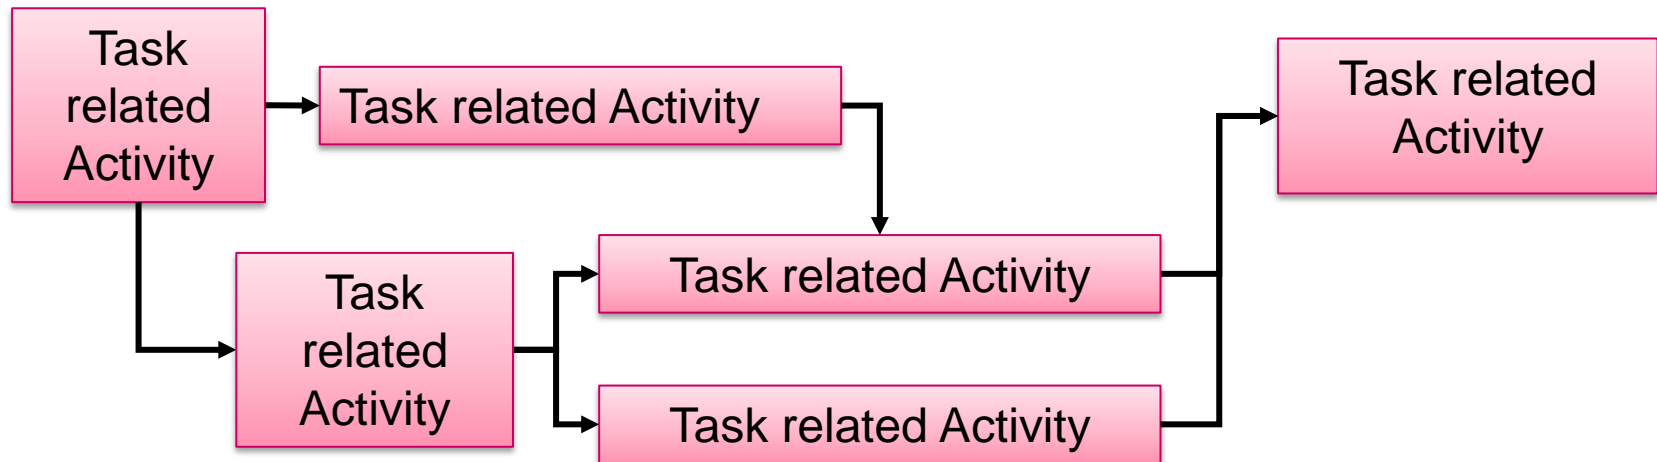 Task
related
Activity
Task related Activity
Task related
Activity
Task
related
Activity
Task related Activity
Task related Activity